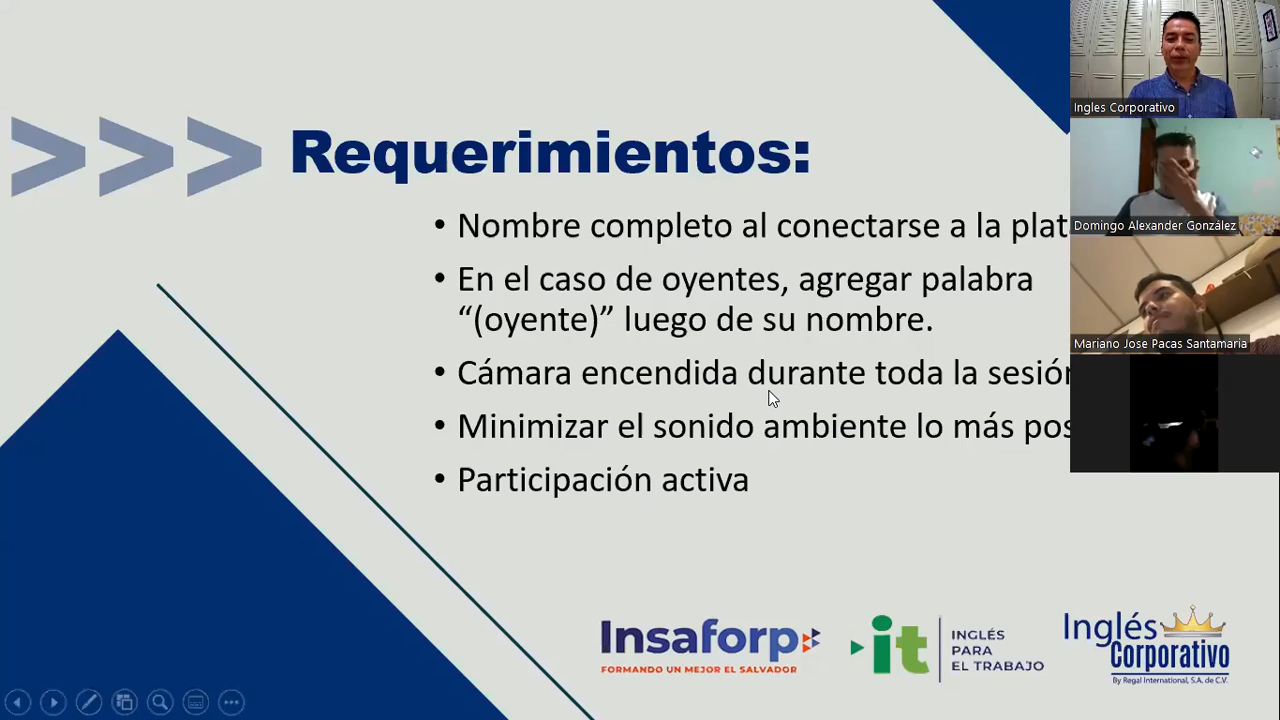 Requerimientos:
• Nombre completo al conectarse a la plat
• En el caso de oyentes, agregar palabra
“(oyente)” luego de su nombre.
• Cámara encendida durante toda la sesión
• Minimizar el sonido ambiente lo más pos
• Participación activa
Ingles Corporativo
Domingo Alexander González
Mariano Jose Pacas Santamaria
Insaforp
FORMANDO UN MEJOR EL SALVADOR
it
INGLÉS
PARA
EL TRABAJO
Inglés
Corporativo
By Regal International, S.A. de C.V.